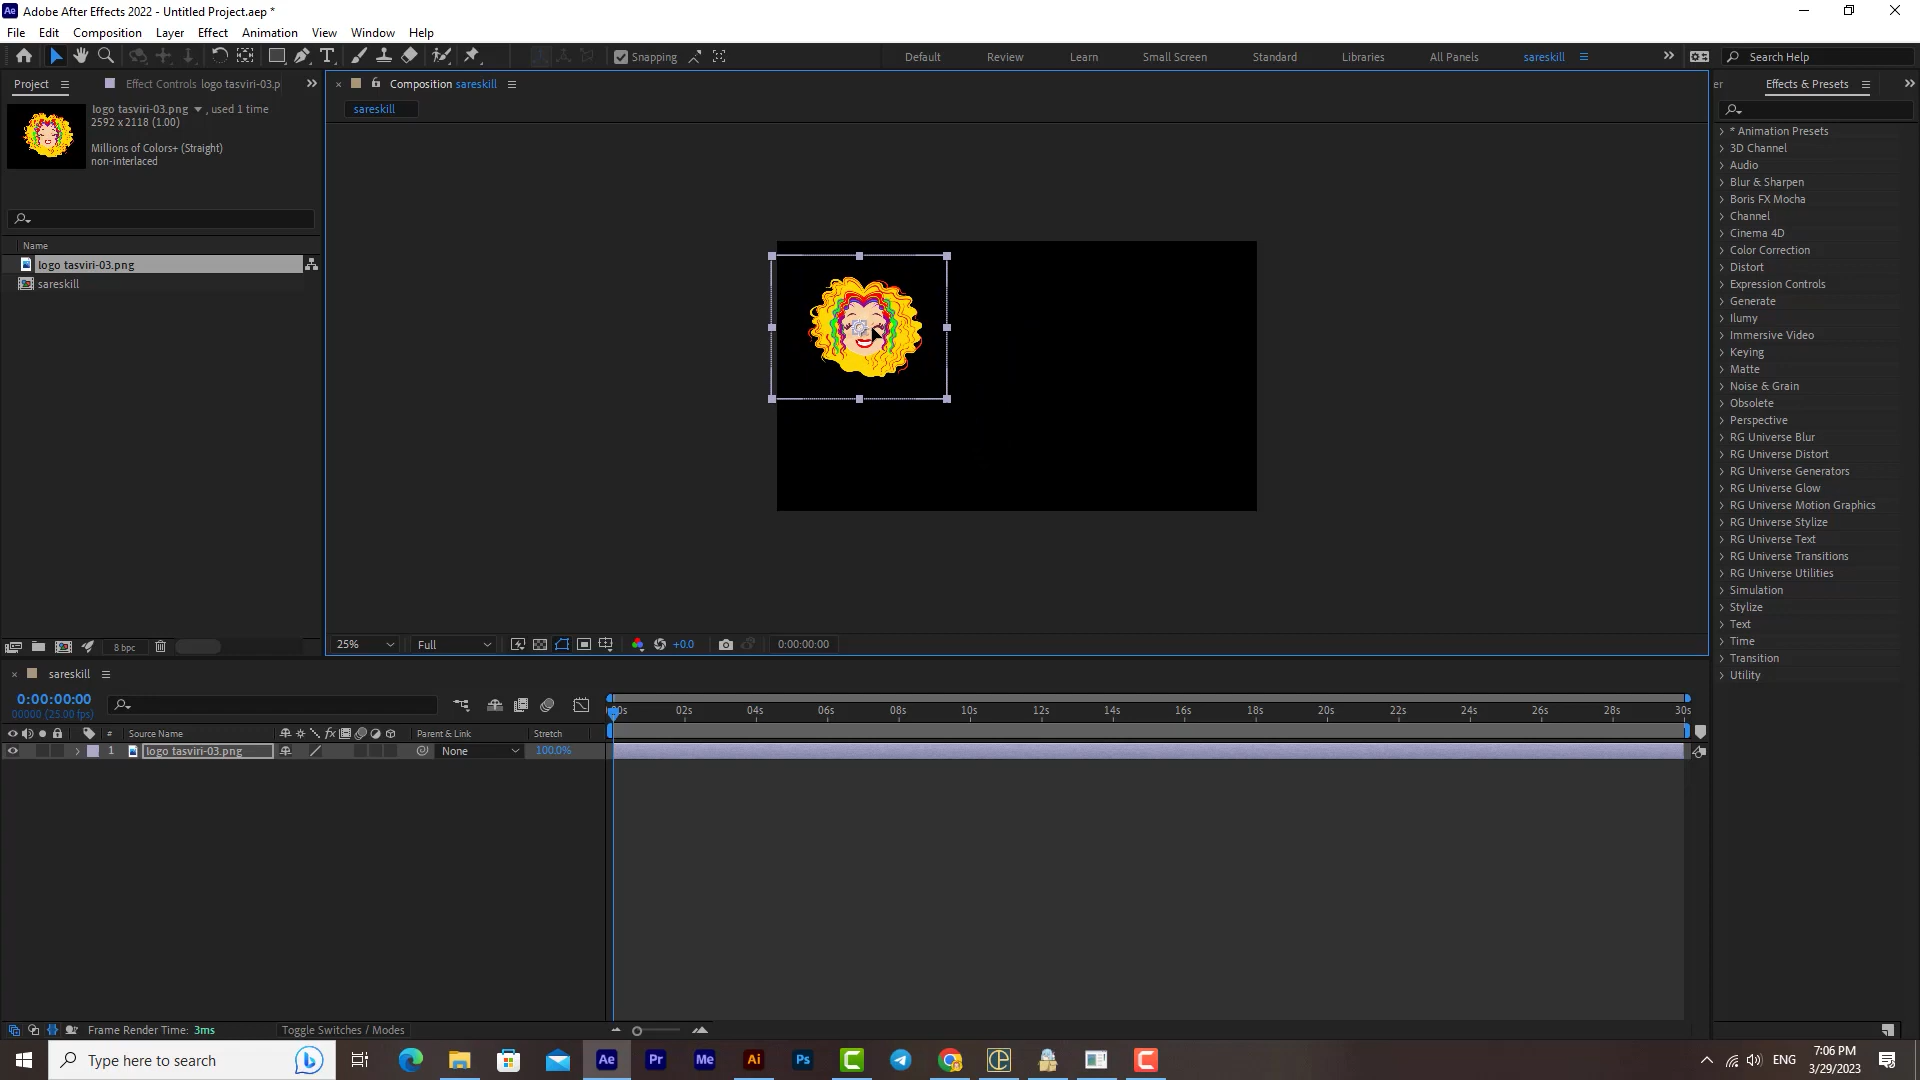 Adobe After Effects 2022 - Untitled Project.aep *
File Edit Composition Layer Effect Animation View Window Help
Snapping Default Review Learn Small Screen Standard Libraries All Panels sareskill Search Help
Project Effect Controls logo tasviri-03.p
Composition sareskill
Effects & Presets
logo tasviri-03.png , used 1 time
2592 x 2118 (1.00)
Millions of Colors+ (Straight)
non-interlaced
sareskill
Name
logo tasviri-03.png
sareskill
* Animation Presets
3D Channel
Audio
Blur & Sharpen
Boris FX Mocha
Channel
Cinema 4D
Color Correction
Distort
Expression Controls
Generate
Ilumy
Immersive Video
Keying
Matte
Noise & Grain
Obsolete
Perspective
RG Universe Blur
RG Universe Distort
RG Universe Generators
RG Universe Glow
RG Universe Motion Graphics
RG Universe Stylize
RG Universe Text
RG Universe Transitions
RG Universe Utilities
Simulation
Stylize
Text
Time
Transition
Utility
8 bpc
25% Full +0.0 0:00:00:00
sareskill
0:00:00:00
00000 (25.00 fps)
02s 04s 06s 08s 10s 12s 14s 16s 18s 20s 22s 24s 26s 28s 30s
# Source Name fx Parent & Link Stretch
1 logo tasviri-03.png None 100.0%
Frame Render Time: 3ms Toggle Switches / Modes
Type here to search
Ae Pr Me Ai Ps
ENG
7:06 PM
3/29/2023